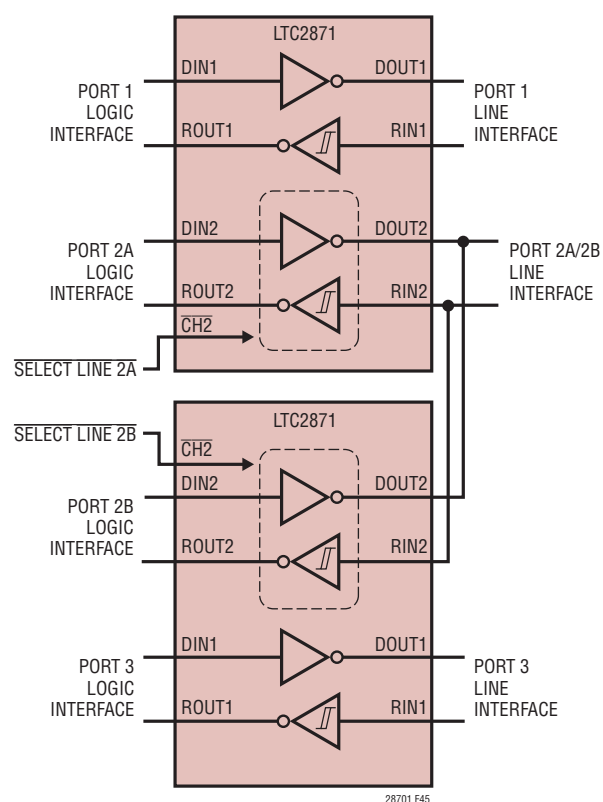 LTC2871
DIN1
DOUT1
PORT 1
LOGIC
INTERFACE
PORT 1
LINE
INTERFACE
ROUT1
RIN1
DIN2
DOUT2
PORT 2A
LOGIC
INTERFACE
PORT 2A/2B
LINE
INTERFACE
ROUT2
RIN2
CH2
SELECT LINE 2A
LTC2871
SELECT LINE 2B
CH2
DIN2
DOUT2
PORT 2B
LOGIC
INTERFACE
ROUT2
RIN2
DIN1
DOUT1
PORT 3
LOGIC
INTERFACE
PORT 3
LINE
INTERFACE
ROUT1
RIN1
28701 F45